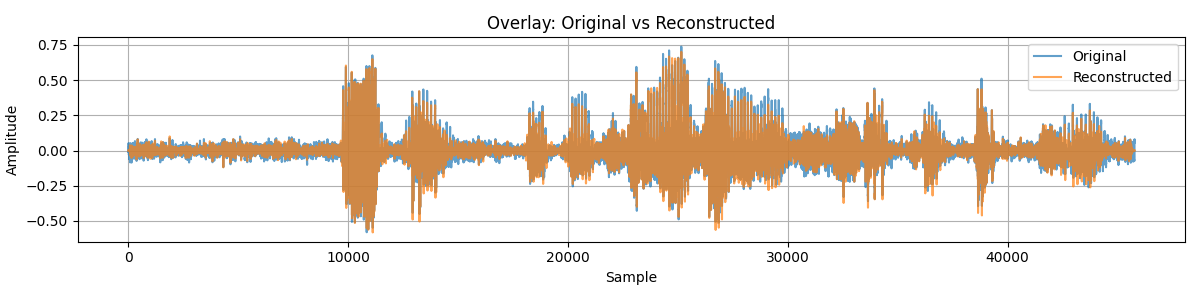 Overlay: Original vs Reconstructed
Amplitude
0.75
0.50
0.25
0.00
−0.25
−0.50
Original
Reconstructed
0
10000
20000
30000
40000
Sample